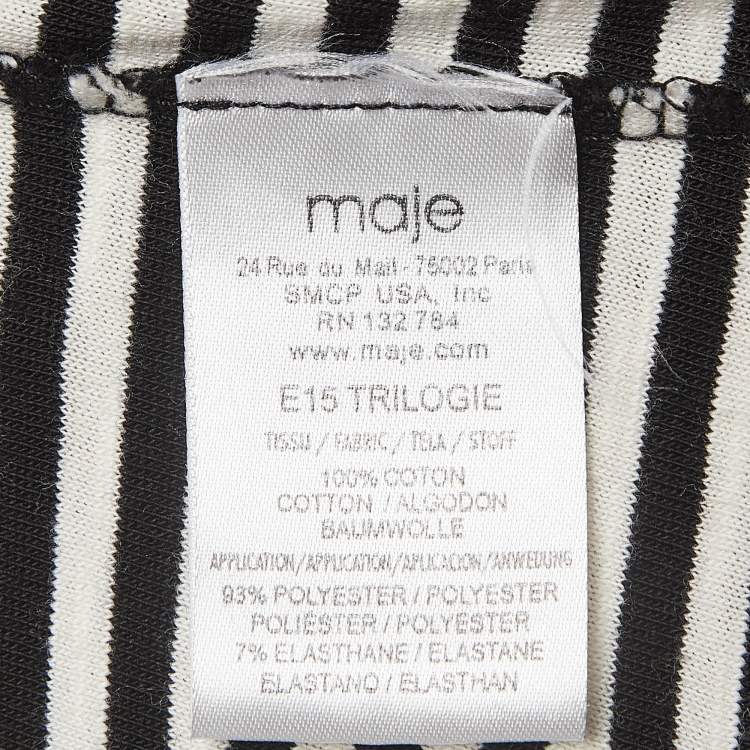 maje
24 Rue du Mail - 75002 Paris
SMCP USA, Inc
RN 132 784
www.maje.com
E15 TRILOGIE
TISSU / FABRIC / TELA / STOFF
100% COTON
COTTON / ALGODON
BAUMWOLLE
APPLICATION/APPLICATION/APLICACION/ANWEDUNG
93% POLYESTER / POLYESTER
POLIÉSTER / POLYESTER
7% ELASTHANE / ELASTANE
ELASTANO / ELASTHAN